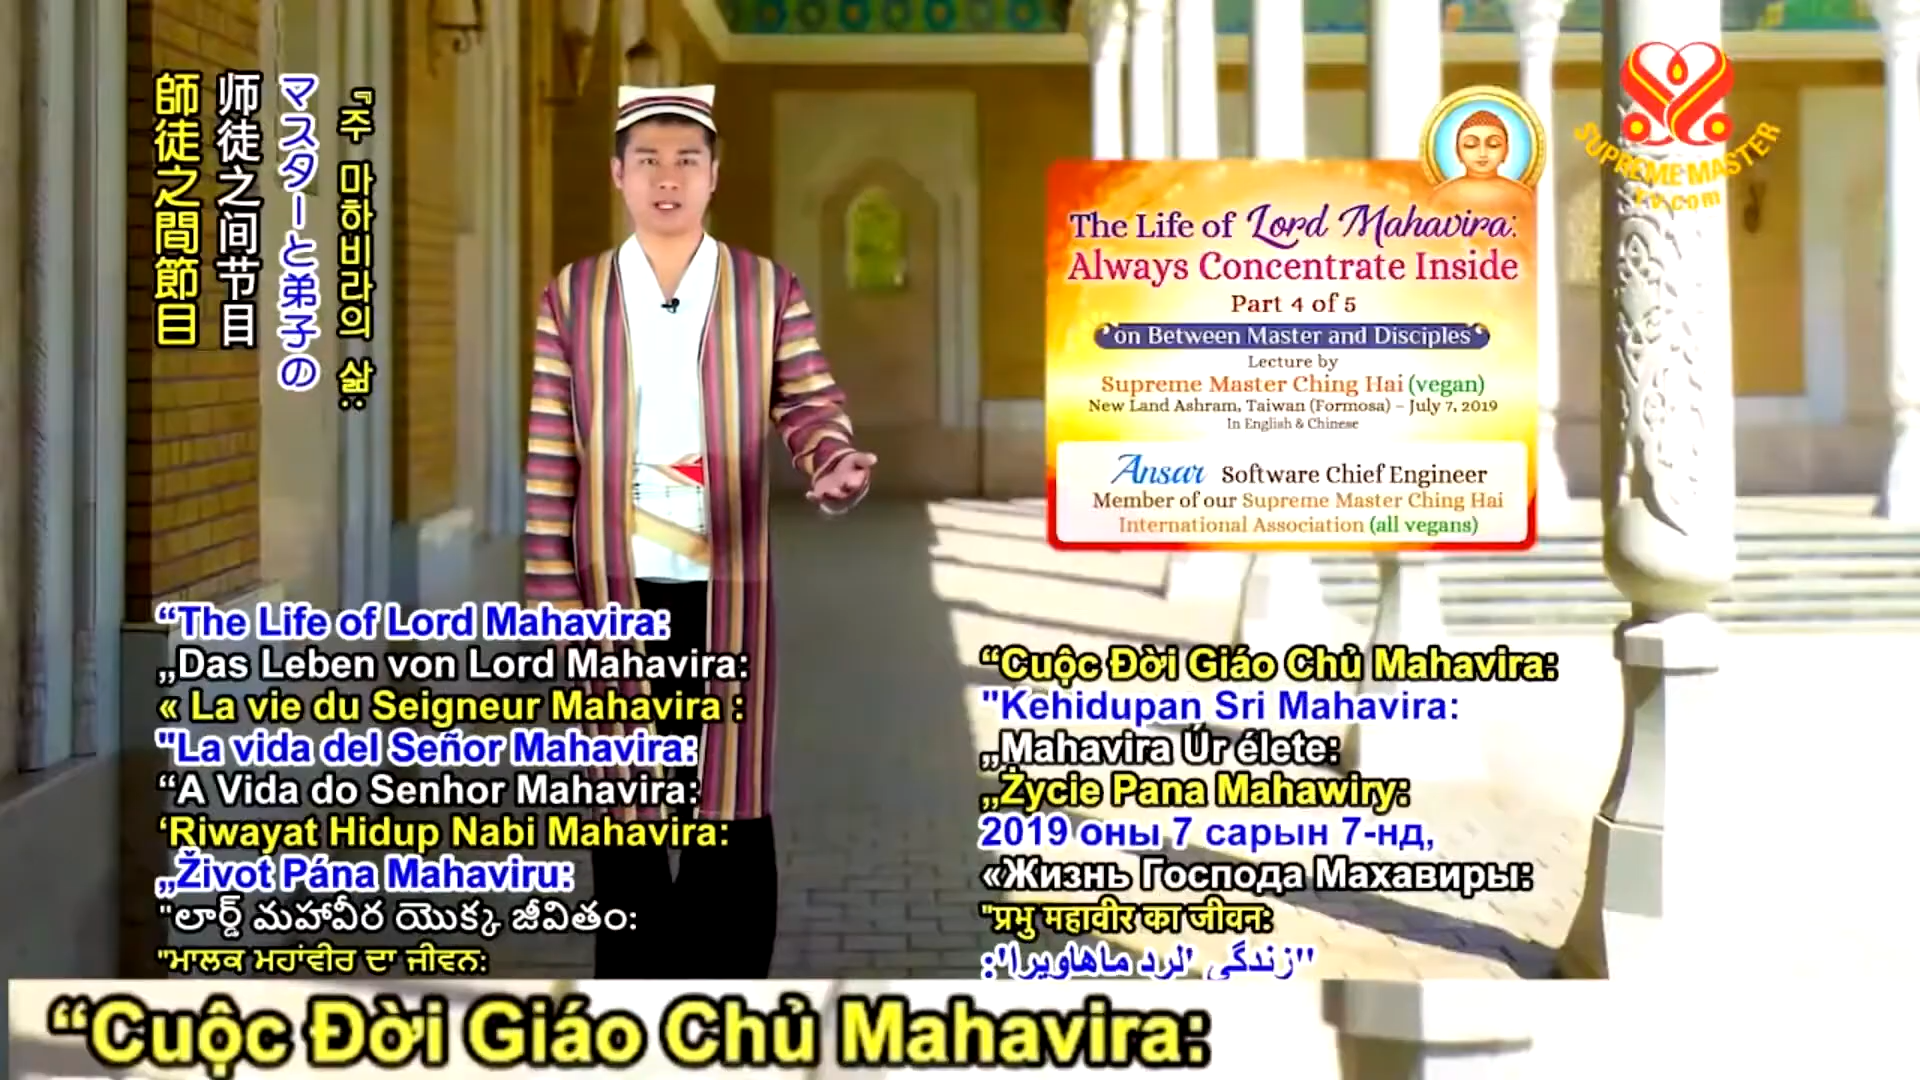 師徒之間節目
师徒之间节目
マスターと弟子の
『주 마하비라의 삶:
SUPREME MASTER
TV.com
The Life of Lord Mahavira:
Always Concentrate Inside
Part 4 of 5
on Between Master and Disciples
Lecture by
Supreme Master Ching Hai (vegan)
New Land Ashram, Taiwan (Formosa) – July 7, 2019
In English & Chinese
Ansar Software Chief Engineer
Member of our Supreme Master Ching Hai
International Association (all vegans)
“The Life of Lord Mahavira:
„Das Leben von Lord Mahavira:
« La vie du Seigneur Mahavira :
"La vida del Señor Mahavira:
“A Vida do Senhor Mahavira:
‘Riwayat Hidup Nabi Mahavira:
„Život Pána Mahaviru:
"లార్డ్ మహావీర యొక్క జీవితం:
"ਮਾਲਕ ਮਹਾਂਵੀਰ ਦਾ ਜੀਵਨ:
“Cuộc Đời Giáo Chủ Mahavira:
"Kehidupan Sri Mahavira:
„Mahavira Úr élete:
„Życie Pana Mahawiry:
2019 оны 7 сарын 7-нд,
«Жизнь Господа Махавиры:
"प्रभु महावीर का जीवन:
''زندگی 'لرد ماهاویرا':
“Cuộc Đời Giáo Chủ Mahavira: